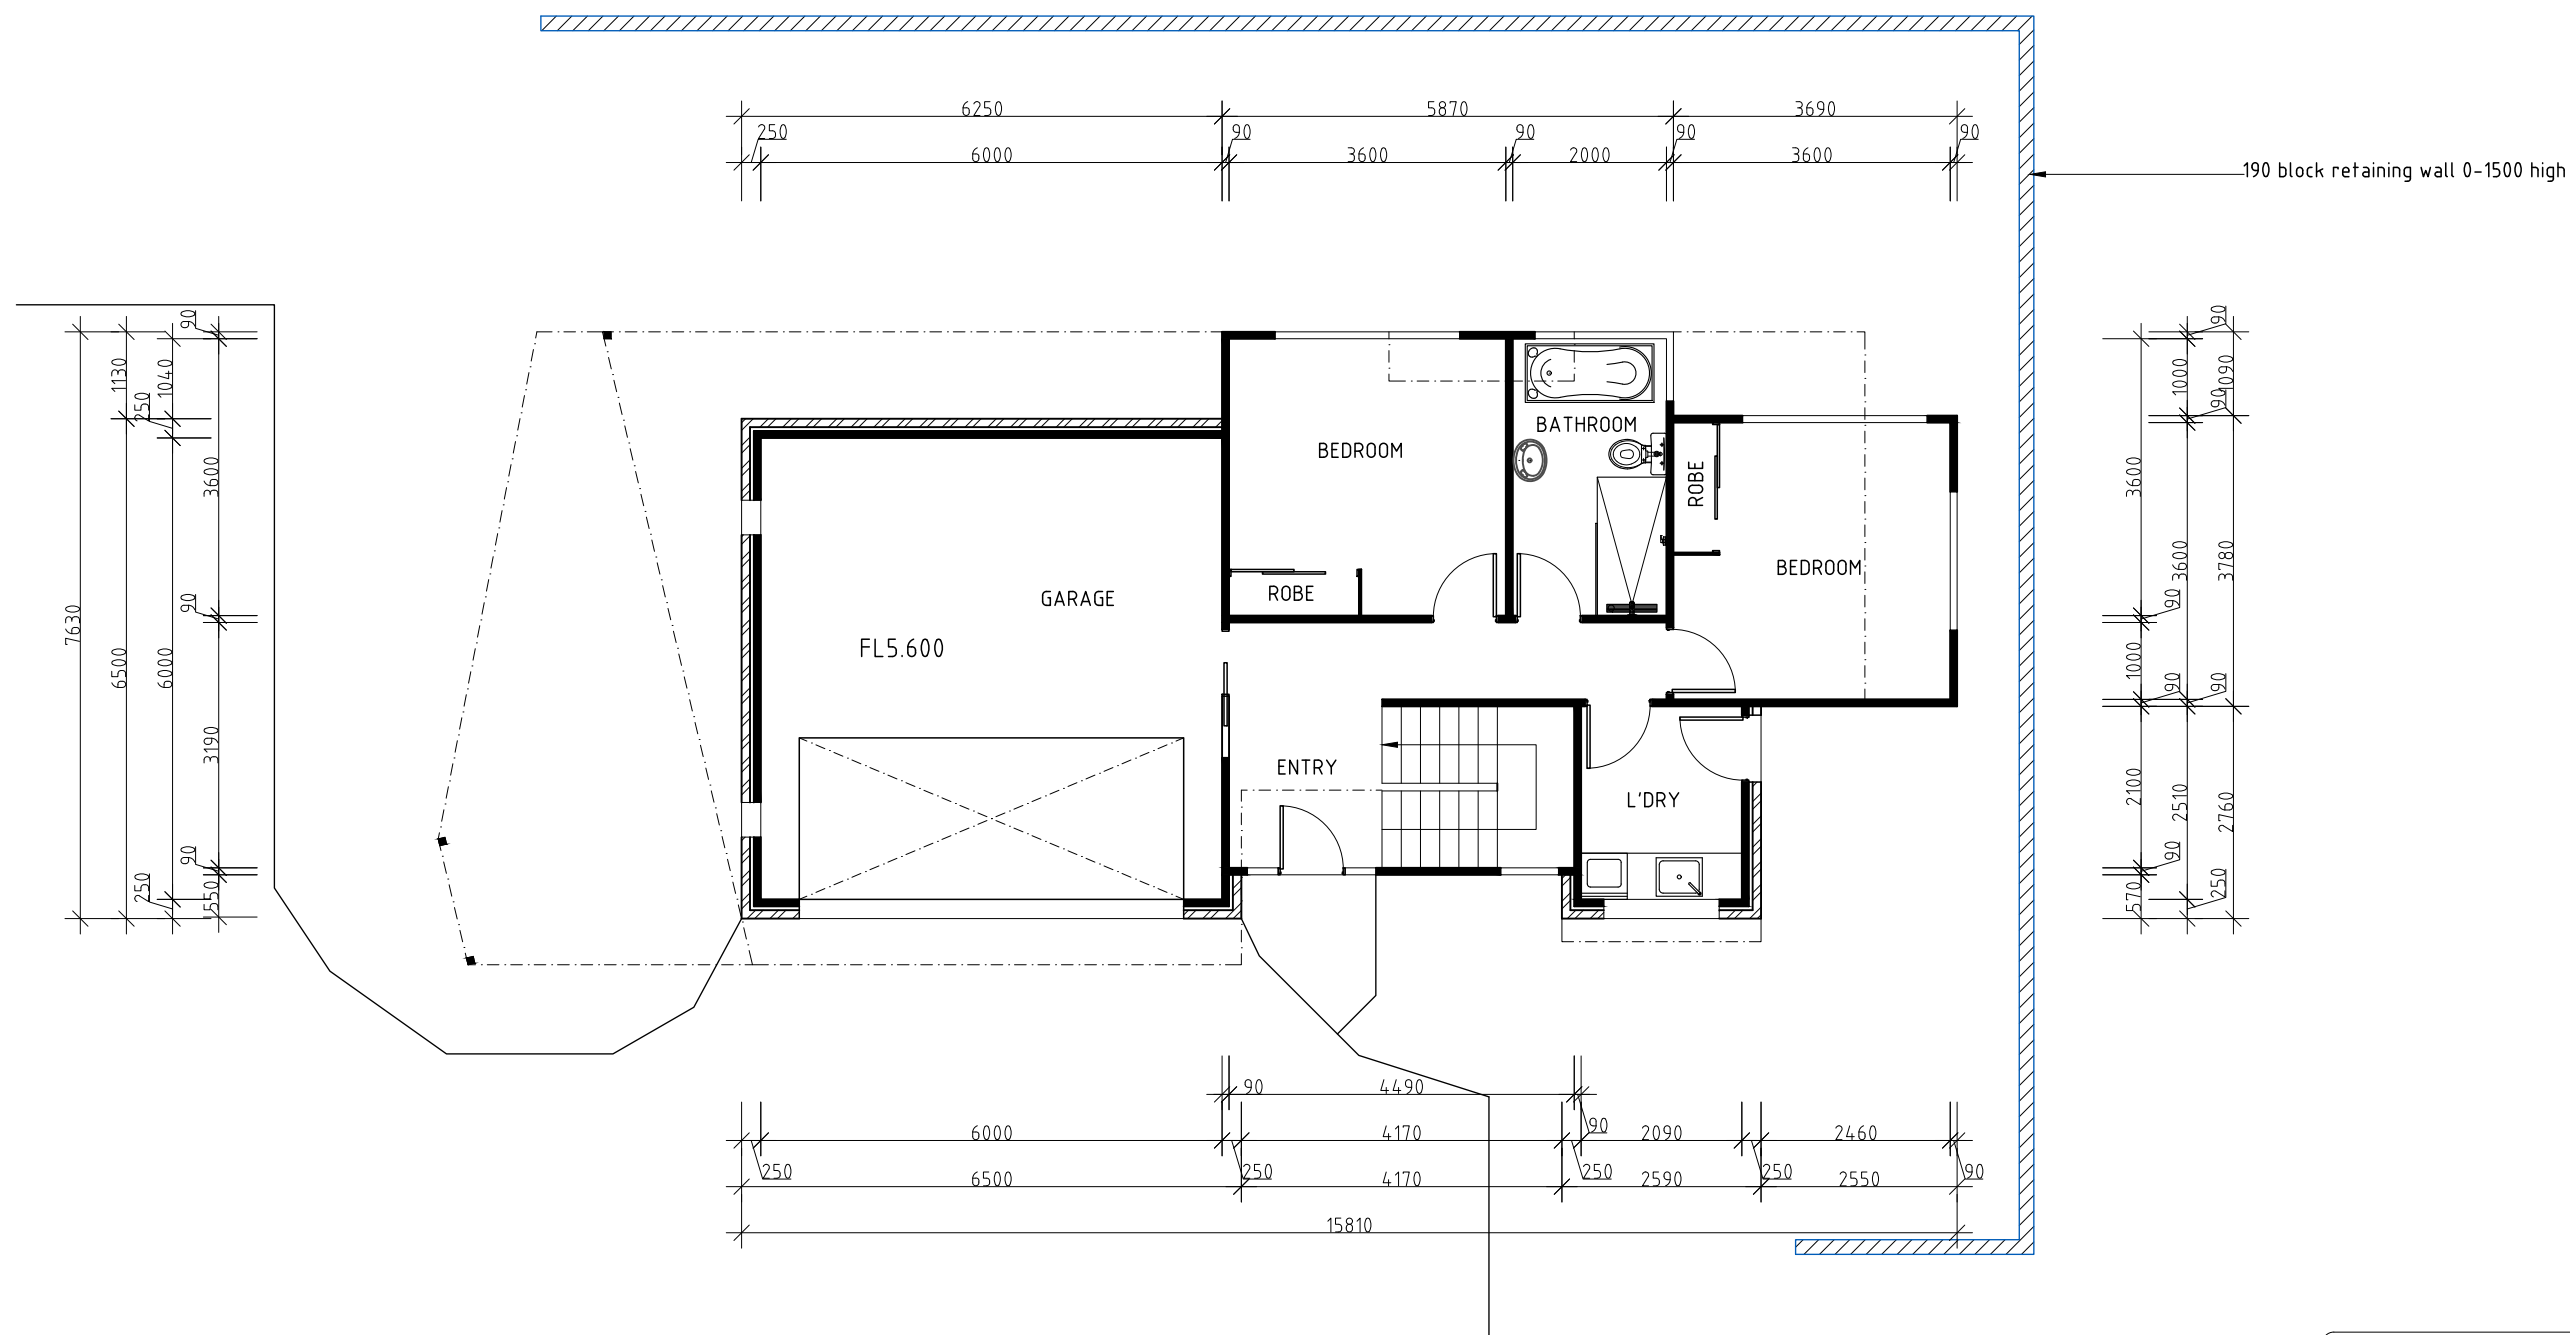 6250 5870 3690
250 90 90 90 90
6000 3600 2000 3600
190 block retaining wall 0-1500 high
7630
1130 6500
1040 250 6000 250
90 3600 90 3190 90 550
BEDROOM
BATHROOM
ROBE
BEDROOM
ROBE
GARAGE
FL5.600
ENTRY
L'DRY
3600 1000 2100 570
1000 3600 90 90 2510 90
90 1090 90 3780 90 2760 250
90 4490 90
6000 4170 2090 2460
250 250 250 250 90
6500 4170 2590 2550
15810